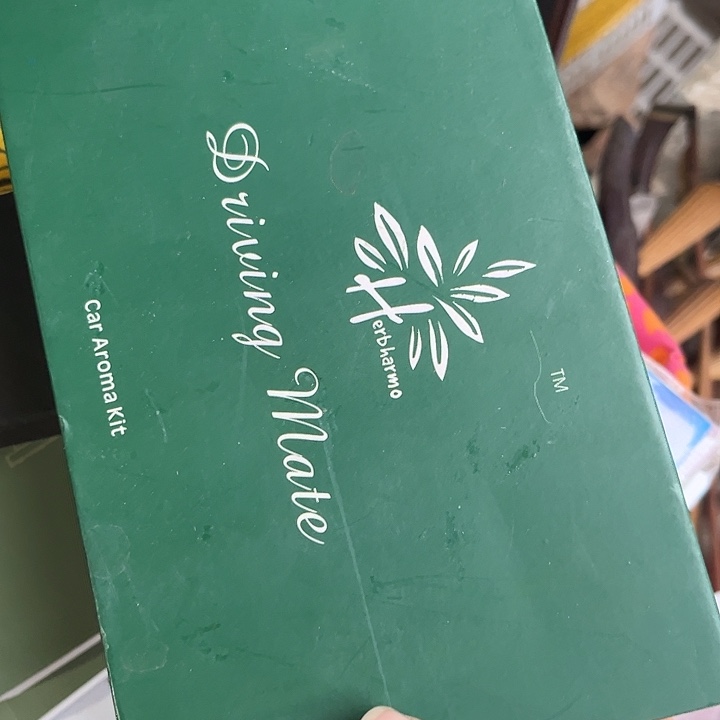 TM
Herbharmo
Driving Mate
Car Aroma Kit